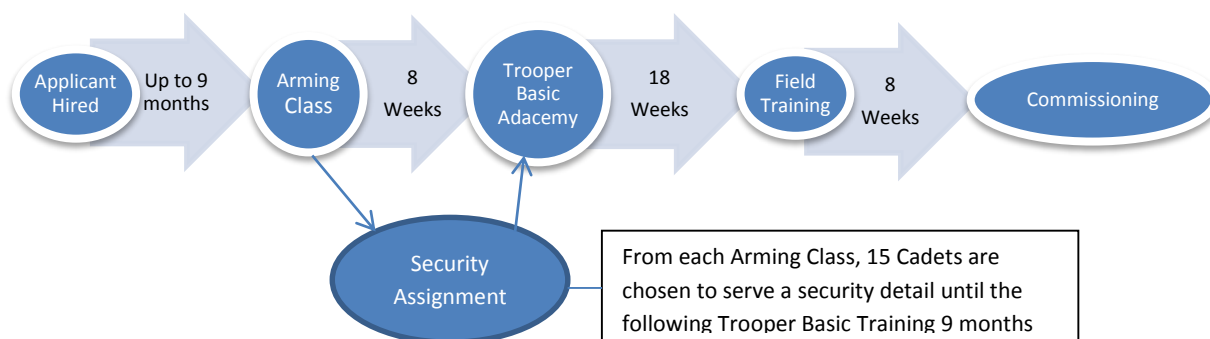 Applicant
Hired
Up to 9
months
Arming
Class
8
Weeks
Trooper
Basic
Adacemy
18
Weeks
Field
Training
8
Weeks
Commissioning
Security
Assignment
From each Arming Class, 15 Cadets are
chosen to serve a security detail until the
following Trooper Basic Training 9 months